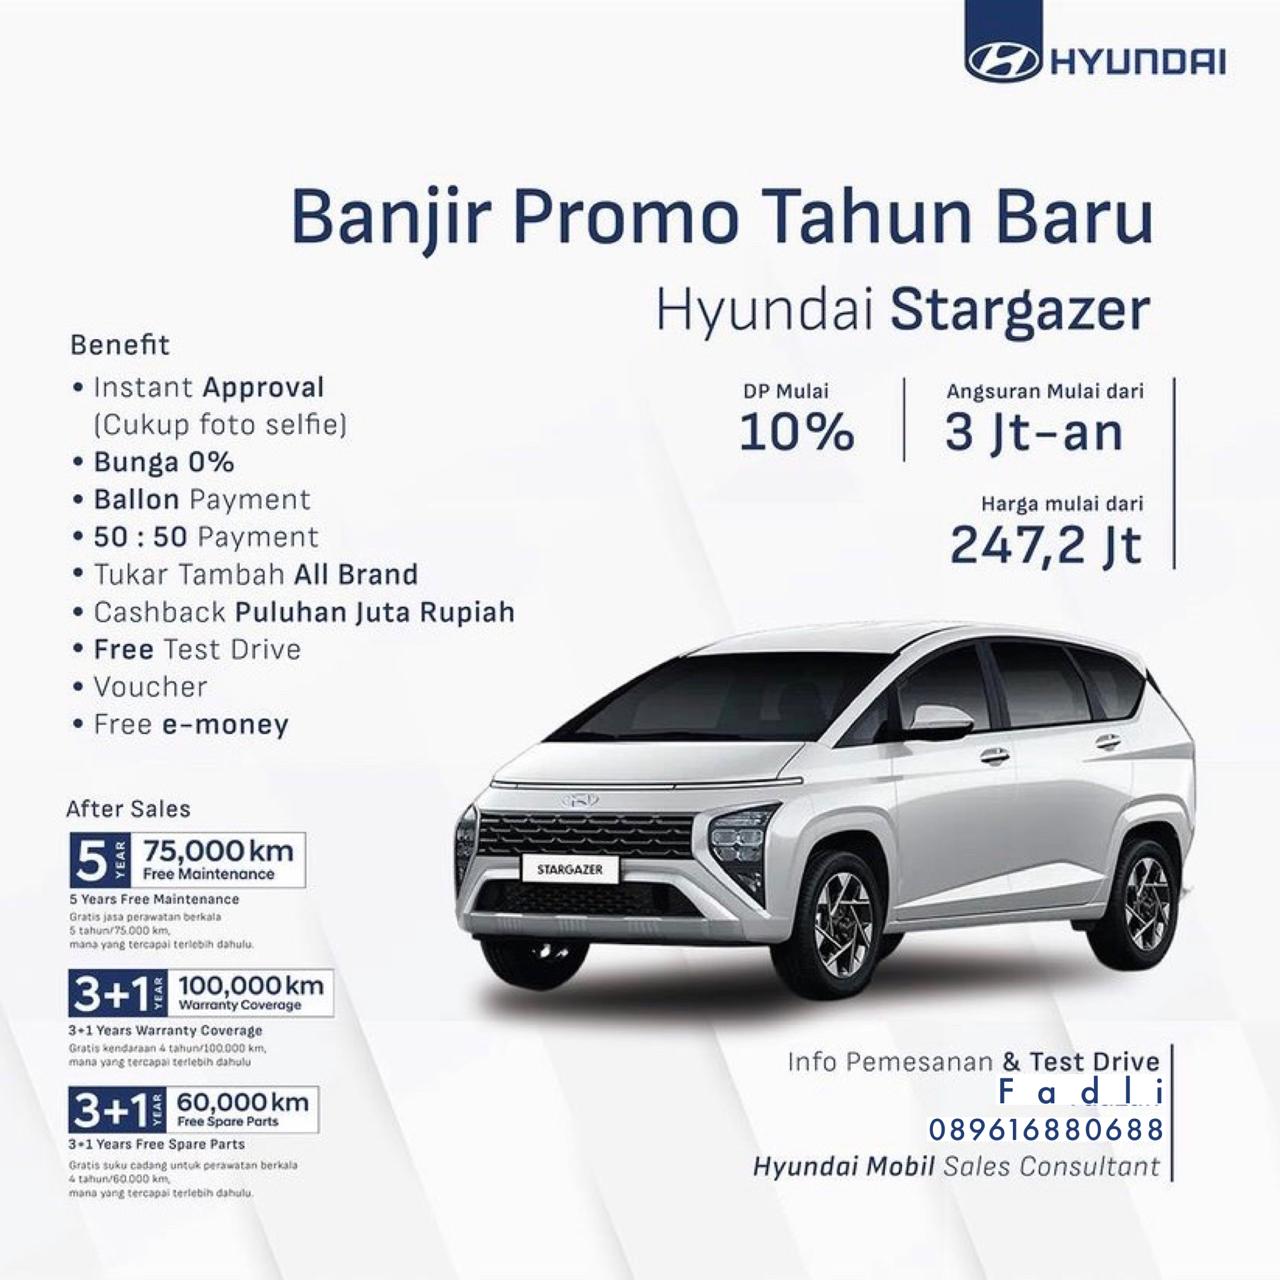 HYUNDAI
Banjir Promo Tahun Baru
Hyundai Stargazer
DP Mulai
10%
Angsuran Mulai dari
3 Jt-an
Harga mulai dari
247,2 Jt
Benefit
• Instant Approval
(Cukup foto selfie)
• Bunga 0%
• Ballon Payment
• 50 : 50 Payment
• Tukar Tambah All Brand
• Cashback Puluhan Juta Rupiah
• Free Test Drive
• Voucher
• Free e-money
STARGAZER
After Sales
5 YEAR
75,000 km
Free Maintenance
5 Years Free Maintenance
Gratis jasa perawatan berkala
5 tahun/75.000 km,
mana yang tercapai terlebih dahulu.
3+1 YEAR
100,000 km
Warranty Coverage
3+1 Years Warranty Coverage
Gratis kendaraan 4 tahun/100.000 km,
mana yang tercapai terlebih dahulu
3+1 YEAR
60,000 km
Free Spare Parts
3+1 Years Free Spare Parts
Gratis suku cadang untuk perawatan berkala
4 tahun/60.000 km,
mana yang tercapai terlebih dahulu.
Info Pemesanan & Test Drive
Fadli
089616880688
Hyundai Mobil Sales Consultant